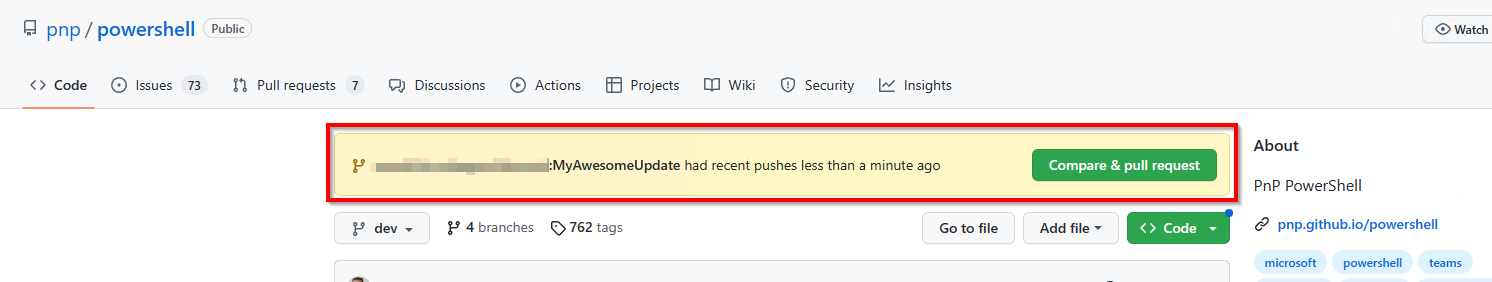 pnp / powershell Public
Watch
Code Issues 73 Pull requests 7 Discussions Actions Projects Wiki Security Insights
:MyAwesomeUpdate had recent pushes less than a minute ago Compare & pull request
About
PnP PowerShell
dev 4 branches 762 tags Go to file Add file Code
pnp.github.io/powershell
microsoft powershell teams